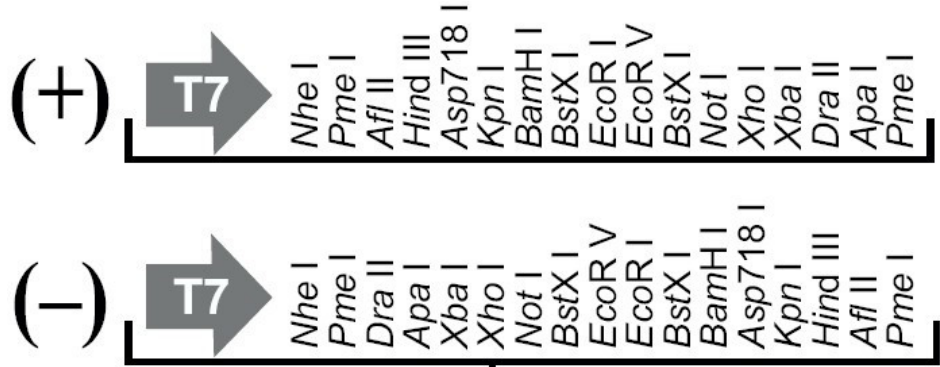 (+) T7 Nhe I Pme I Afl II Hind III Asp718 I Kpn I BamH I BstX I EcoR I EcoR V BstX I Not I Xho I Xba I Dra II Apa I Pme I
(–) T7 Nhe I Pme I Dra II Apa I Xba I Xho I Not I BstX I EcoR V EcoR I BstX I BamH I Asp718 I Kpn I Hind III Afl II Pme I